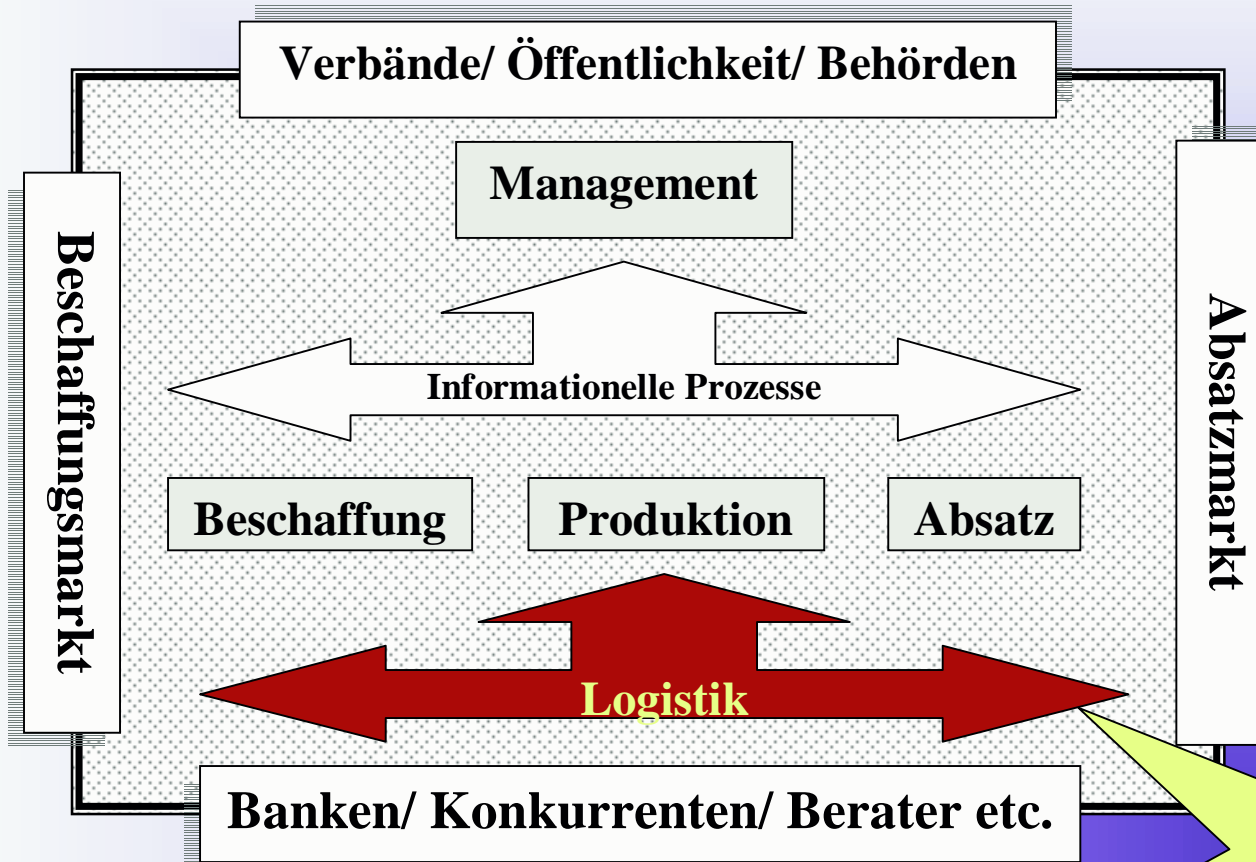 Verbände/ Öffentlichkeit/ Behörden
Management
Beschaffungsmarkt
Informationelle Prozesse
Absatzmarkt
Beschaffung
Produktion
Absatz
Logistik
Banken/ Konkurrenten/ Berater etc.